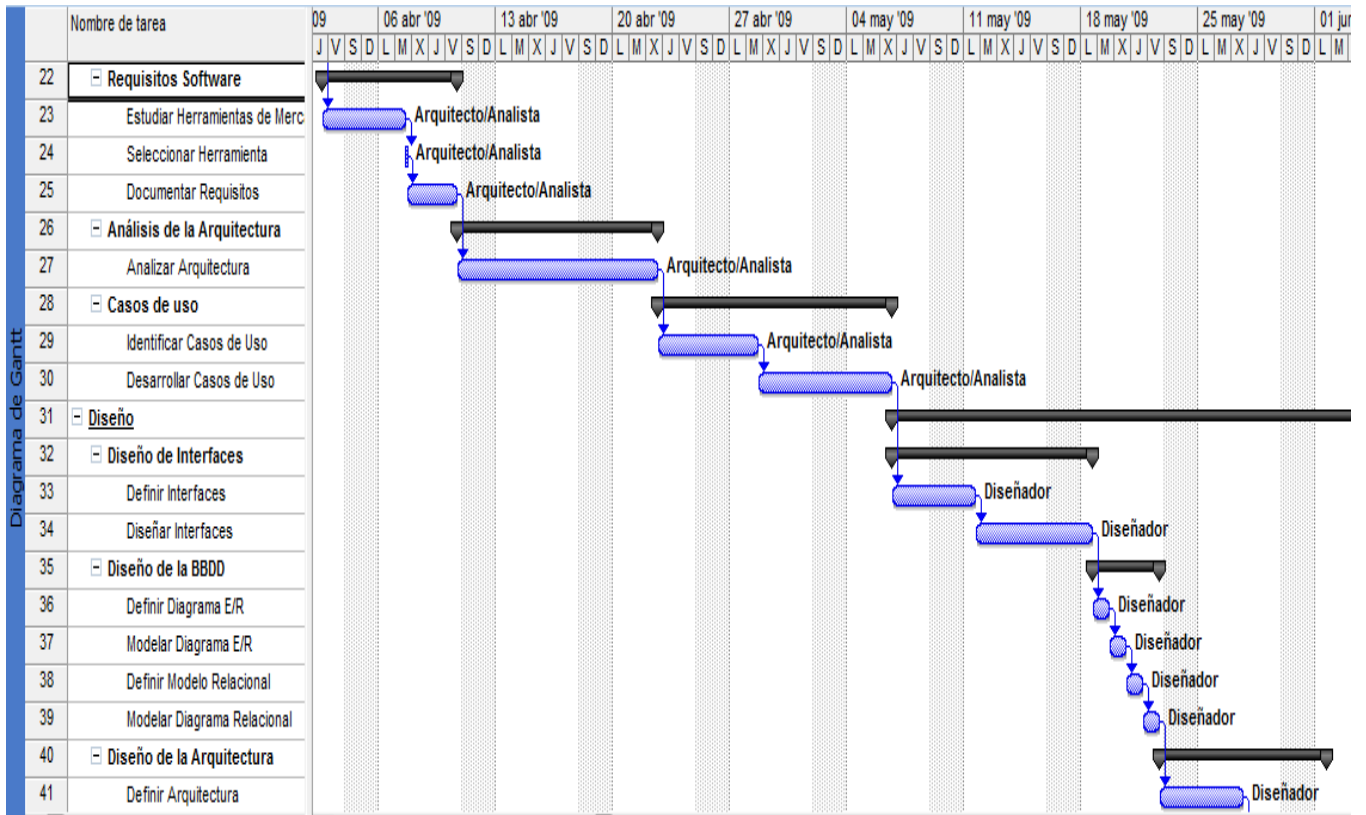 Diagrama de Gantt
Nombre de tarea
09 06 abr '09 13 abr '09 20 abr '09 27 abr '09 04 may '09 11 may '09 18 may '09 25 may '09 01 jun
J V S D L M X J V S D L M X J V S D L M X J V S D L M X J V S D L M X J V S D L M X J V S D L M X J V S D L M X J V S D L M
22 Requisitos Software
23 Estudiar Herramientas de Merc Arquitecto/Analista
24 Seleccionar Herramienta Arquitecto/Analista
25 Documentar Requisitos Arquitecto/Analista
26 Análisis de la Arquitectura
27 Analizar Arquitectura Arquitecto/Analista
28 Casos de uso
29 Identificar Casos de Uso Arquitecto/Analista
30 Desarrollar Casos de Uso Arquitecto/Analista
31 Diseño
32 Diseño de Interfaces
33 Definir Interfaces Diseñador
34 Diseñar Interfaces Diseñador
35 Diseño de la BBDD
36 Definir Diagrama E/R Diseñador
37 Modelar Diagrama E/R Diseñador
38 Definir Modelo Relacional Diseñador
39 Modelar Diagrama Relacional Diseñador
40 Diseño de la Arquitectura
41 Definir Arquitectura Diseñador